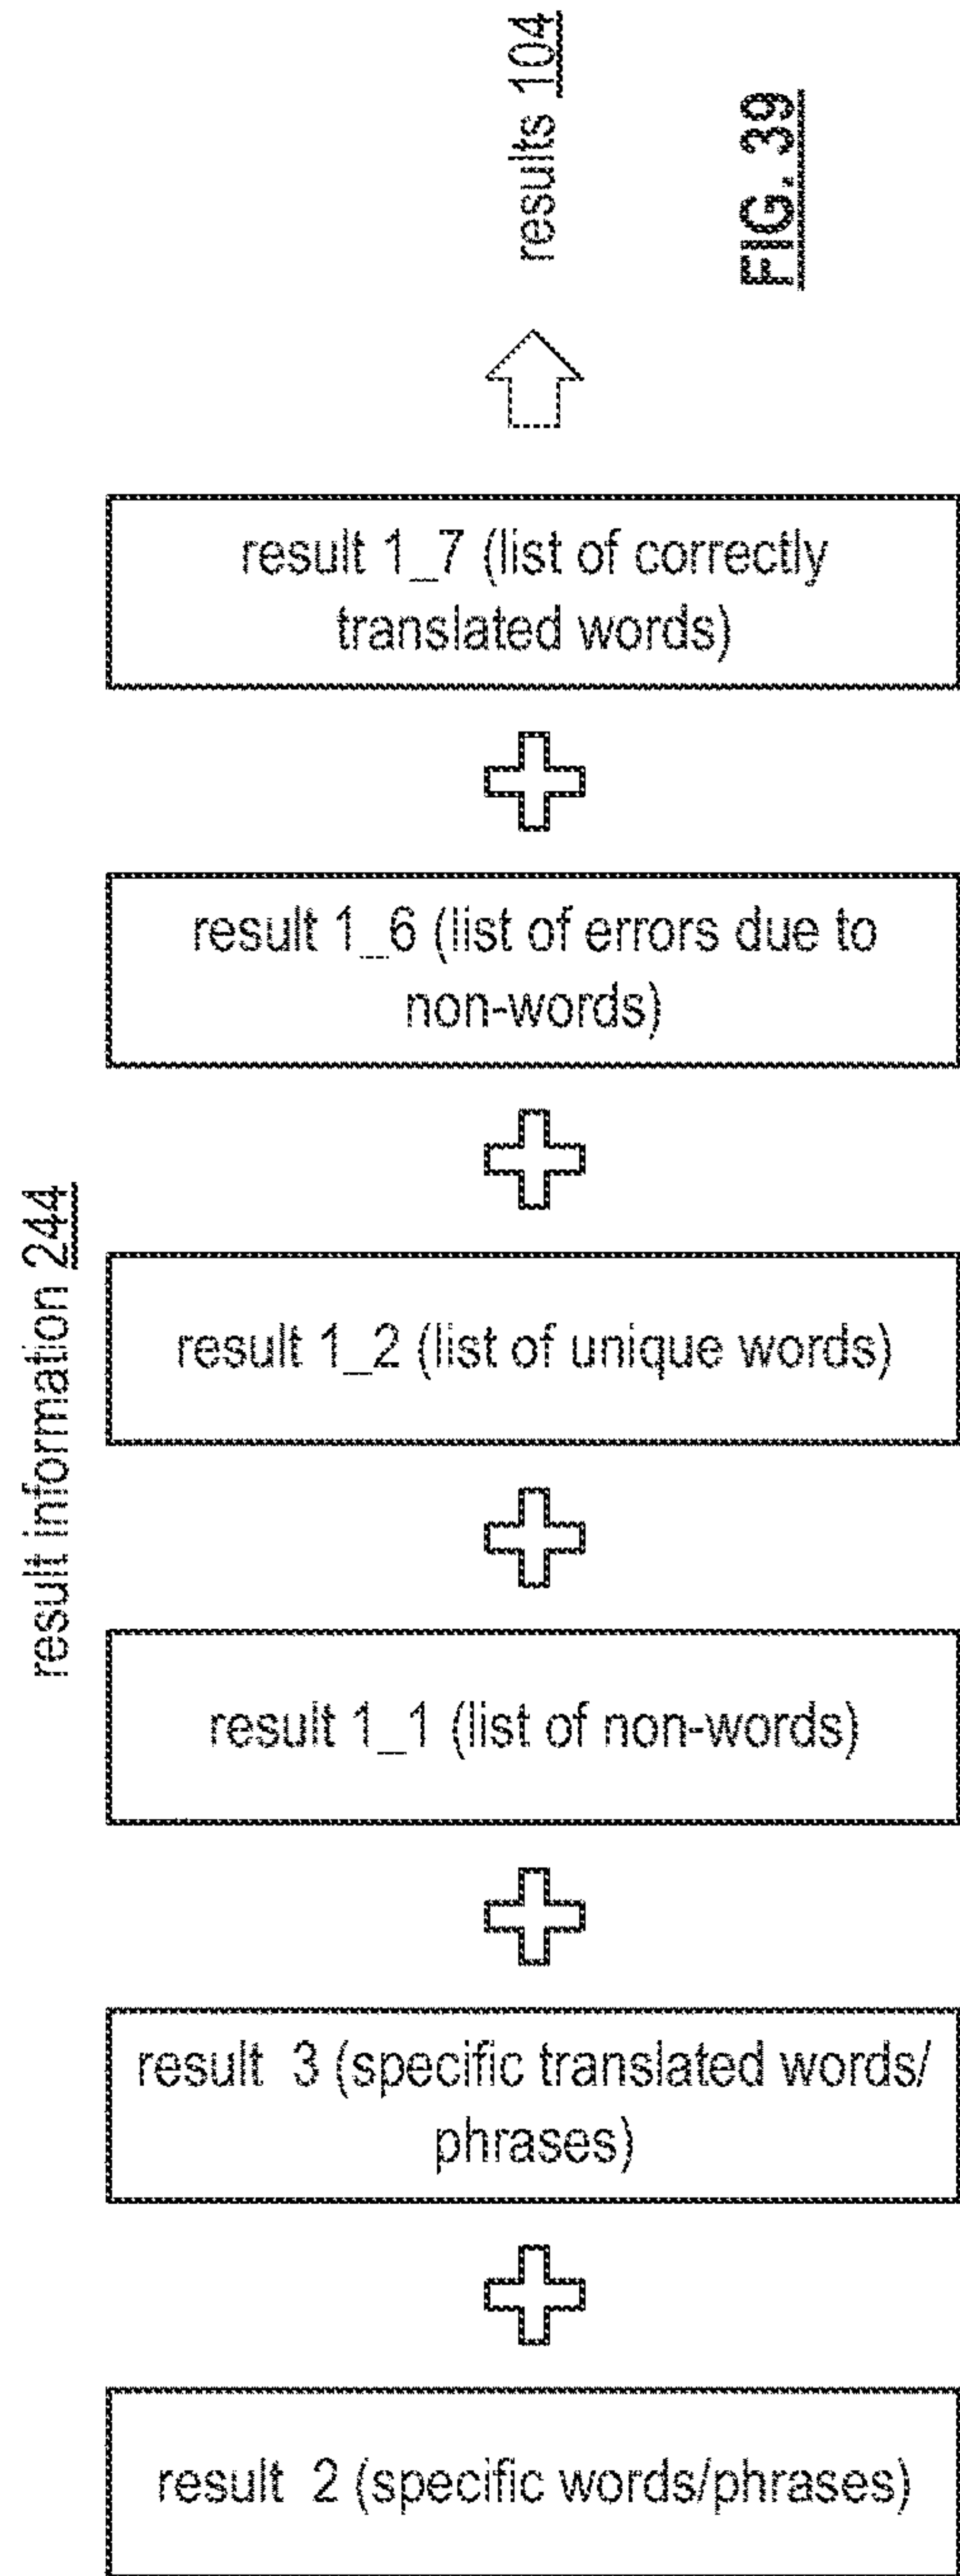 result information 244
result 1_7 (list of correctly
translated words)
result 1_6 (list of errors due to
non-words)
result 1_2 (list of unique words)
result 1_1 (list of non-words)
result 3 (specific translated words/
phrases)
result 2 (specific words/phrases)
results 104
FIG. 39